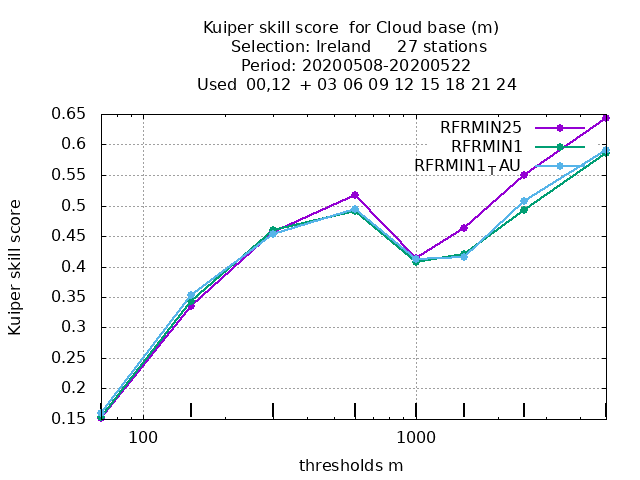 Kuiper skill score  for Cloud base (m)
Selection: Ireland     27 stations
Period: 20200508-20200522
Used  00,12  + 03 06 09 12 15 18 21 24
RFRMIN25
RFRMIN1
RFRMIN1TAU
0.65
0.6
0.55
0.5
0.45
0.4
0.35
0.3
0.25
0.2
0.15
Kuiper skill score
100 1000
thresholds m